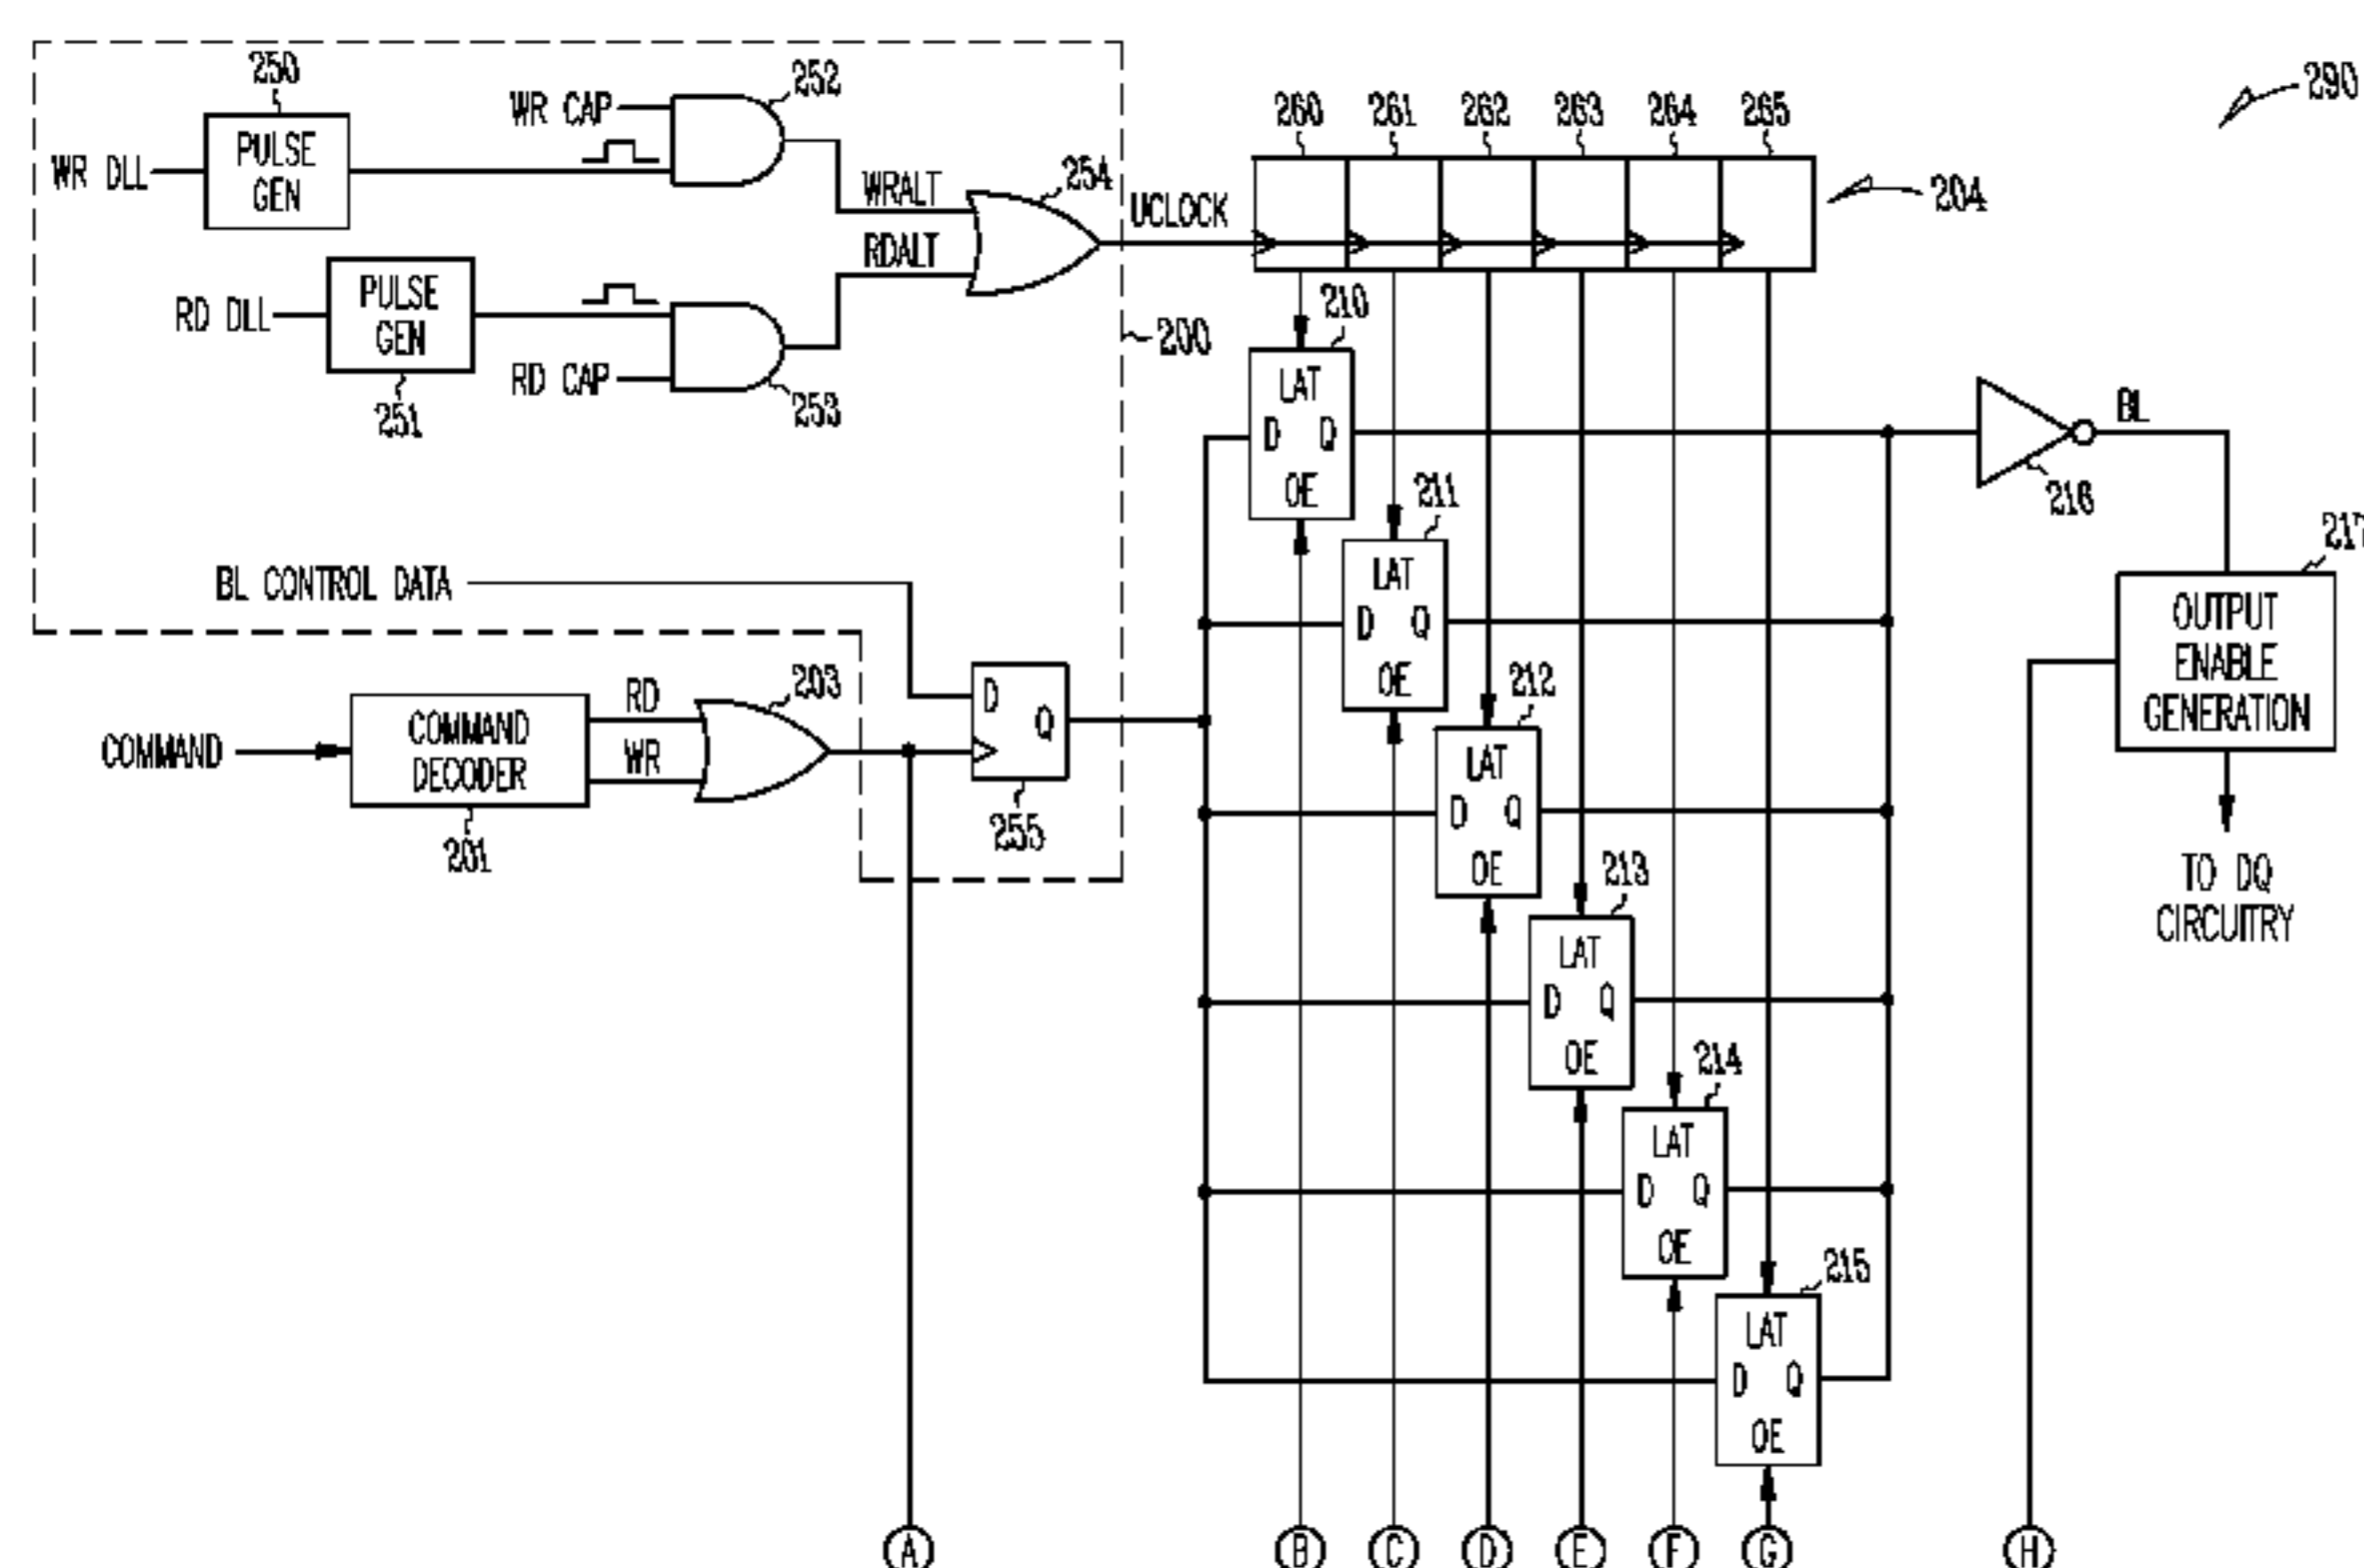 250
252
WR CAP
260 261 262 263 264 265
290
WR DLL
PULSE
GEN
WRALT
254
UCLOCK
204
RDALT
PULSE
GEN
RD DLL
251
RD CAP
253
200
210
LAT
D Q
OE
BL
216
211
LAT
D Q
OE
BL CONTROL DATA
OUTPUT
ENABLE
GENERATION
TO DQ
CIRCUITRY
COMMAND
COMMAND
DECODER
201
RD
WR
203
D
Q
255
212
LAT
D Q
OE
213
LAT
D Q
OE
214
LAT
D Q
OE
215
LAT
D Q
OE
A B C D E F G H